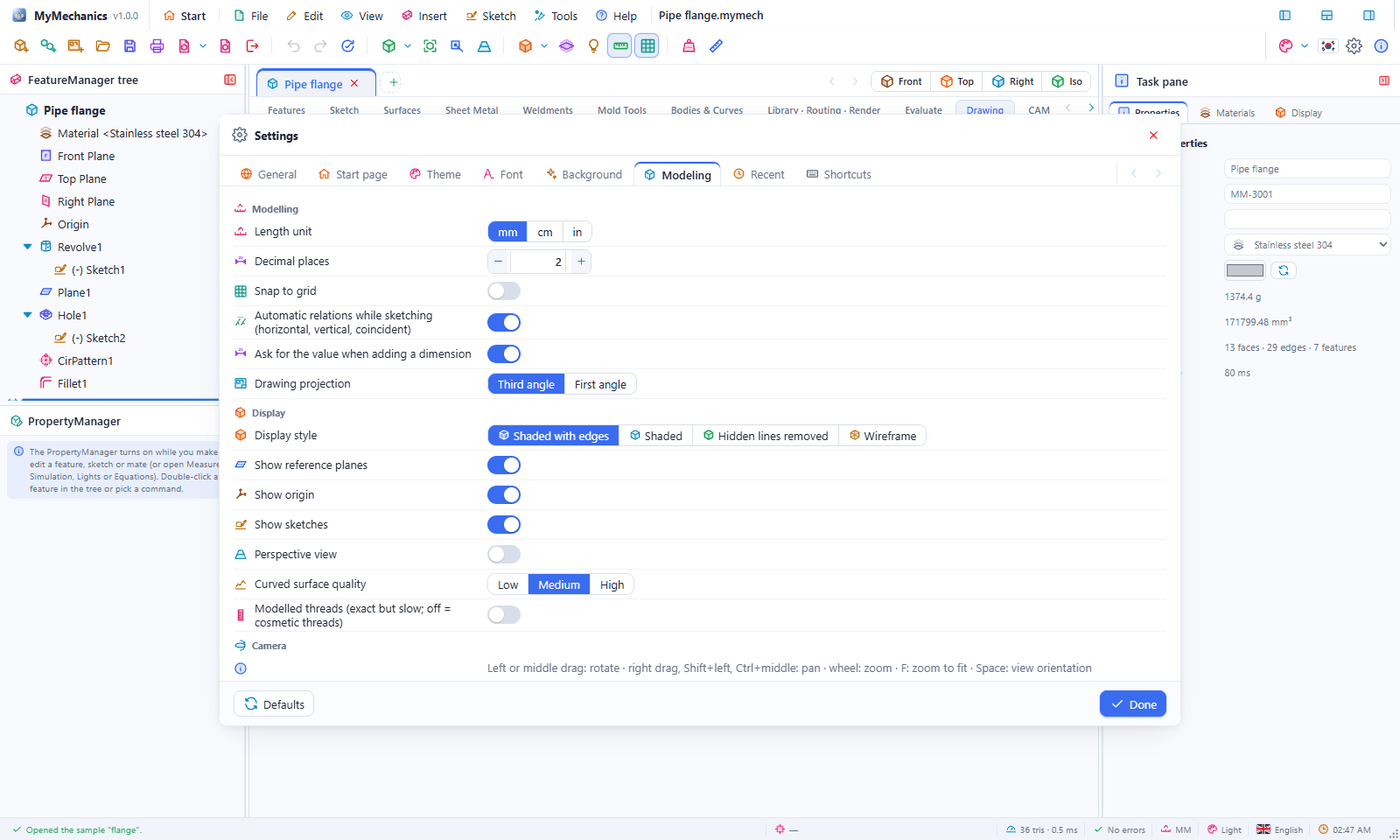 MyMechanics v1.0.0 Start File Edit View Insert Sketch Tools Help Pipe flange.mymech
FeatureManager tree
Pipe flange
Material <Stainless steel 304>
Front Plane
Top Plane
Right Plane
Origin
Revolve1
(-) Sketch1
Plane1
Hole1
(-) Sketch2
CirPattern1
Fillet1
PropertyManager
The PropertyManager turns on while you make
edit a feature, sketch or mate (or open Measure
Simulation, Lights or Equations). Double-click a
feature in the tree or pick a command.
Pipe flange
Front Top Right Iso
Features Sketch Surfaces Sheet Metal Weldments Mold Tools Bodies & Curves Library · Routing · Render Evaluate Drawing CAM
Settings
General Start page Theme Font Background Modeling Recent Shortcuts
Modelling
Length unit mm cm in
Decimal places 2
Snap to grid
Automatic relations while sketching
(horizontal, vertical, coincident)
Ask for the value when adding a dimension
Drawing projection Third angle First angle
Display
Display style Shaded with edges Shaded Hidden lines removed Wireframe
Show reference planes
Show origin
Show sketches
Perspective view
Curved surface quality Low Medium High
Modelled threads (exact but slow; off =
cosmetic threads)
Camera
Left or middle drag: rotate · right drag, Shift+left, Ctrl+middle: pan · wheel: zoom · F: zoom to fit · Space: view orientation
Defaults Done
Task pane
Properties Materials Display
erties
Pipe flange
MM-3001
Stainless steel 304
1374.4 g
171799.48 mm³
13 faces · 29 edges · 7 features
80 ms
Opened the sample "flange".
—
36 tris · 0.5 ms No errors MM Light English 02:47 AM